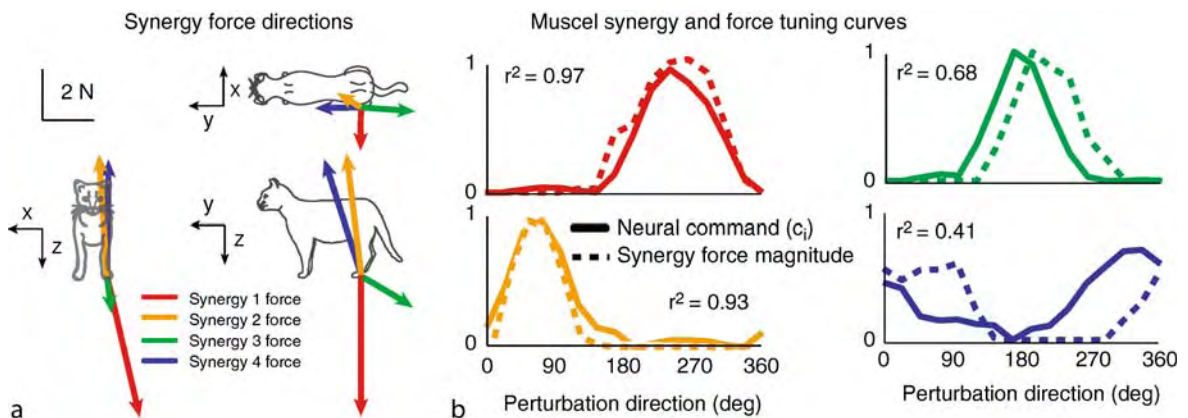 Synergy force directions
2 N
x
y
x
z
y
z
Synergy 1 force
Synergy 2 force
Synergy 3 force
Synergy 4 force
a
Muscel synergy and force tuning curves
1
r² = 0.97
0
1
r² = 0.68
0
1
Neural command (cᵢ)
Synergy force magnitude
r² = 0.93
0
0 90 180 270 360
Perturbation direction (deg)
1
r² = 0.41
0
0 90 180 270 360
Perturbation direction (deg)
b